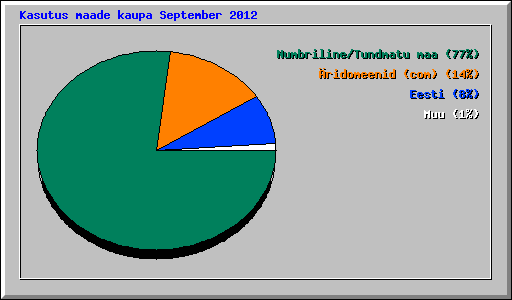 Kasutus maade kaupa September 2012
Numbriline/Tundmatu maa (77%)
Äridomeenid (com) (14%)
Eesti (8%)
Muu (1%)